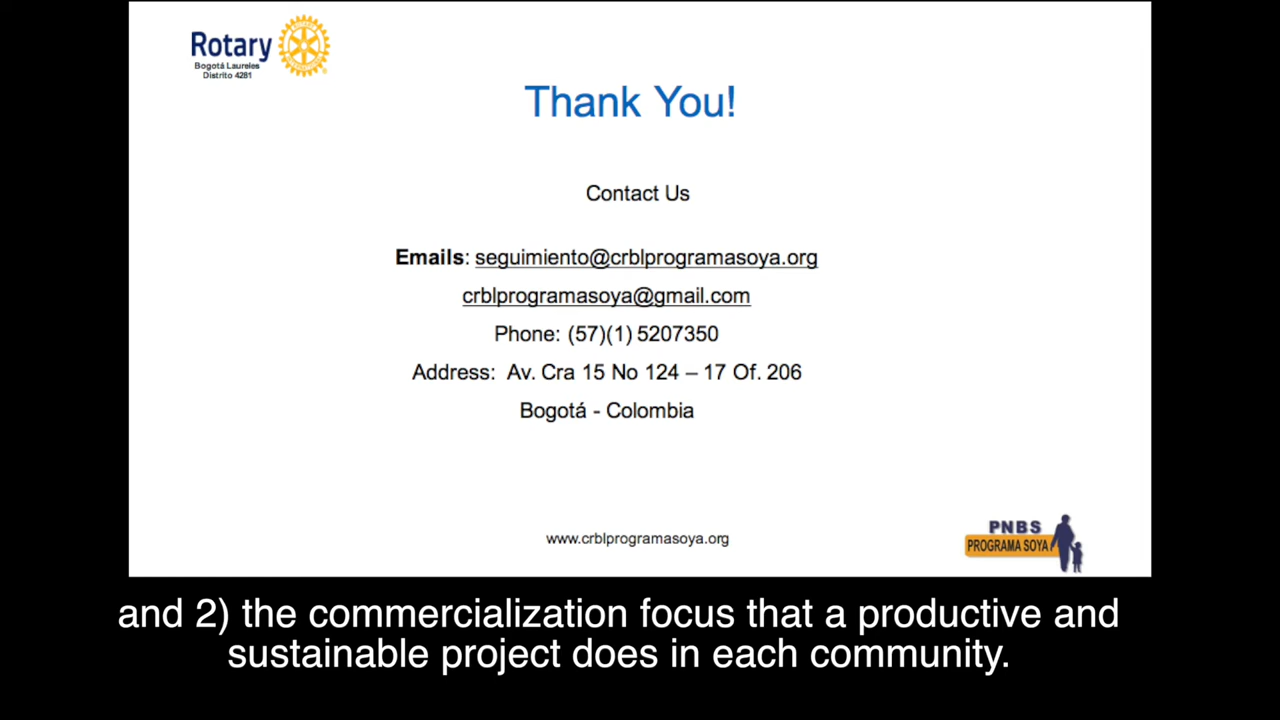 Rotary
Bogotá Laureles
Distrito 4281
Thank You!
Contact Us
Emails: seguimiento@crblprogramasoya.org
crblprogramasoya@gmail.com
Phone: (57)(1) 5207350
Address: Av. Cra 15 No 124 – 17 Of. 206
Bogotá - Colombia
www.crblprogramasoya.org
PNBS
PROGRAMA SOYA
and 2) the commercialization focus that a productive and
sustainable project does in each community.